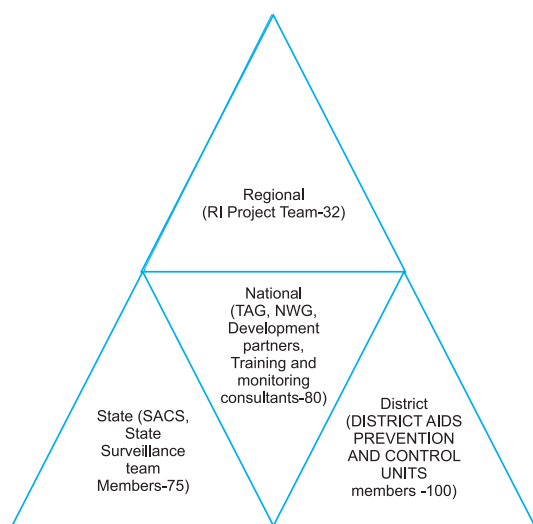 Regional
(RI Project Team-32)
National
(TAG, NWG,
Development
partners,
Training and
monitoring
consultants-80)
State (SACS,
State
Surveillance
team
Members-75)
District
(DISTRICT AIDS
PREVENTION
AND CONTROL
UNITS
members -100)